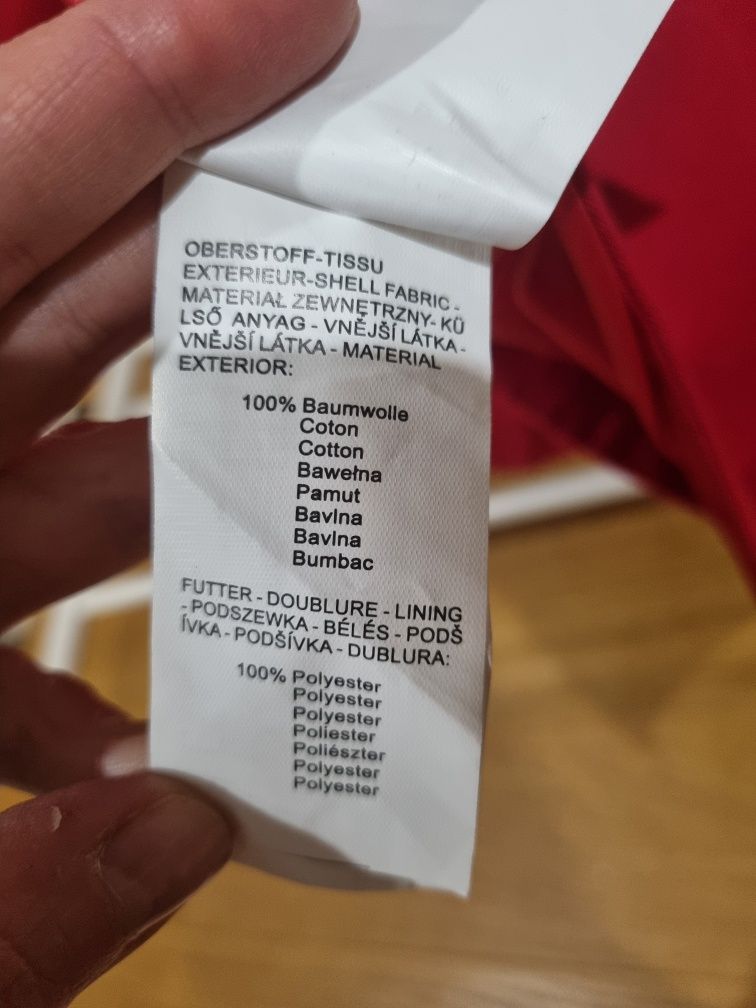 OBERSTOFF-TISSU
EXTERIEUR-SHELL FABRIC -
MATERIAŁ ZEWNĘTRZNY- KÜ
LSŐ ANYAG - VNĚJŠÍ LÁTKA -
VNĚJŠÍ LÁTKA - MATERIAL
EXTERIOR:
100% Baumwolle
Coton
Cotton
Bawełna
Pamut
Bavlna
Bavlna
Bumbac
FUTTER - DOUBLURE - LINING
- PODSZEWKA - BÉLÉS - PODŠ
ÍVKA - PODŠÍVKA - DUBLURA:
100% Polyester
Polyester
Polyester
Poliester
Poliészter
Polyester
Polyester